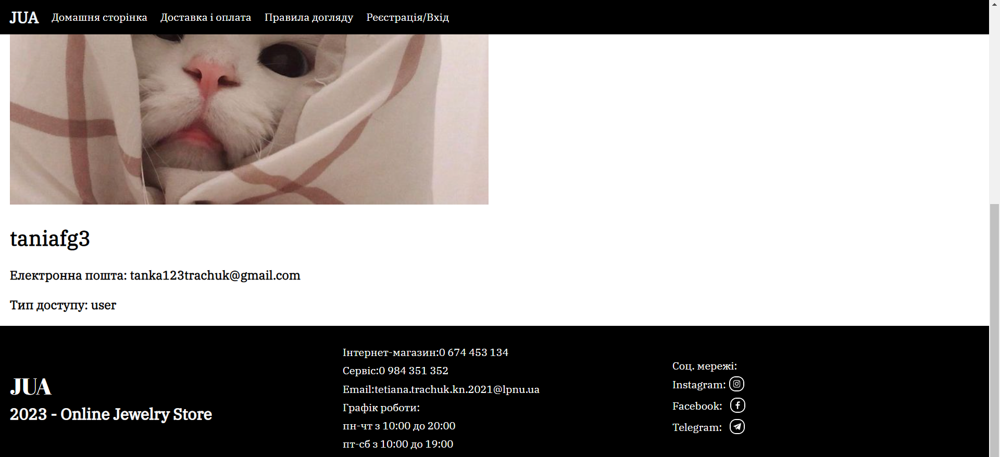 JUA Домашня сторінка Доставка і оплата Правила догляду Реєстрація/Вхід
taniafg3
Електронна пошта: tanka123trachuk@gmail.com
Тип доступу: user
JUA
2023 - Online Jewelry Store
Інтернет-магазин:0 674 453 134
Сервіс:0 984 351 352
Email:tetiana.trachuk.kn.2021@lpnu.ua
Графік роботи:
пн-чт з 10:00 до 20:00
пт-сб з 10:00 до 19:00
Соц. мережі:
Instagram:
Facebook:
Telegram: